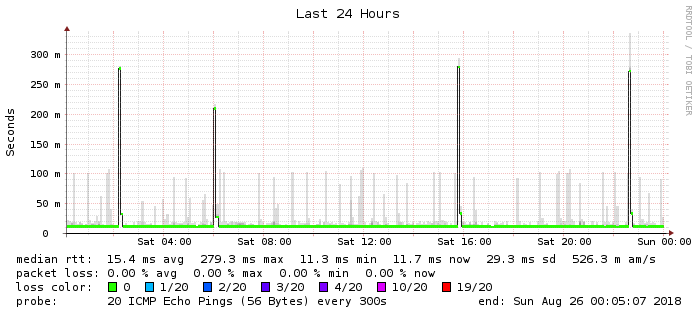 Last 24 Hours
RRDTOOL / TOBI OETIKER
Seconds
300 m
250 m
200 m
150 m
100 m
50 m
0
Sat 04:00 Sat 08:00 Sat 12:00 Sat 16:00 Sat 20:00 Sun 00:00
median rtt: 15.4 ms avg 279.3 ms max 11.3 ms min 11.7 ms now 29.3 ms sd 526.3 m am/s
packet loss: 0.00 % avg 0.00 % max 0.00 % min 0.00 % now
loss color: 0 1/20 2/20 3/20 4/20 10/20 19/20
probe: 20 ICMP Echo Pings (56 Bytes) every 300s end: Sun Aug 26 00:05:07 2018